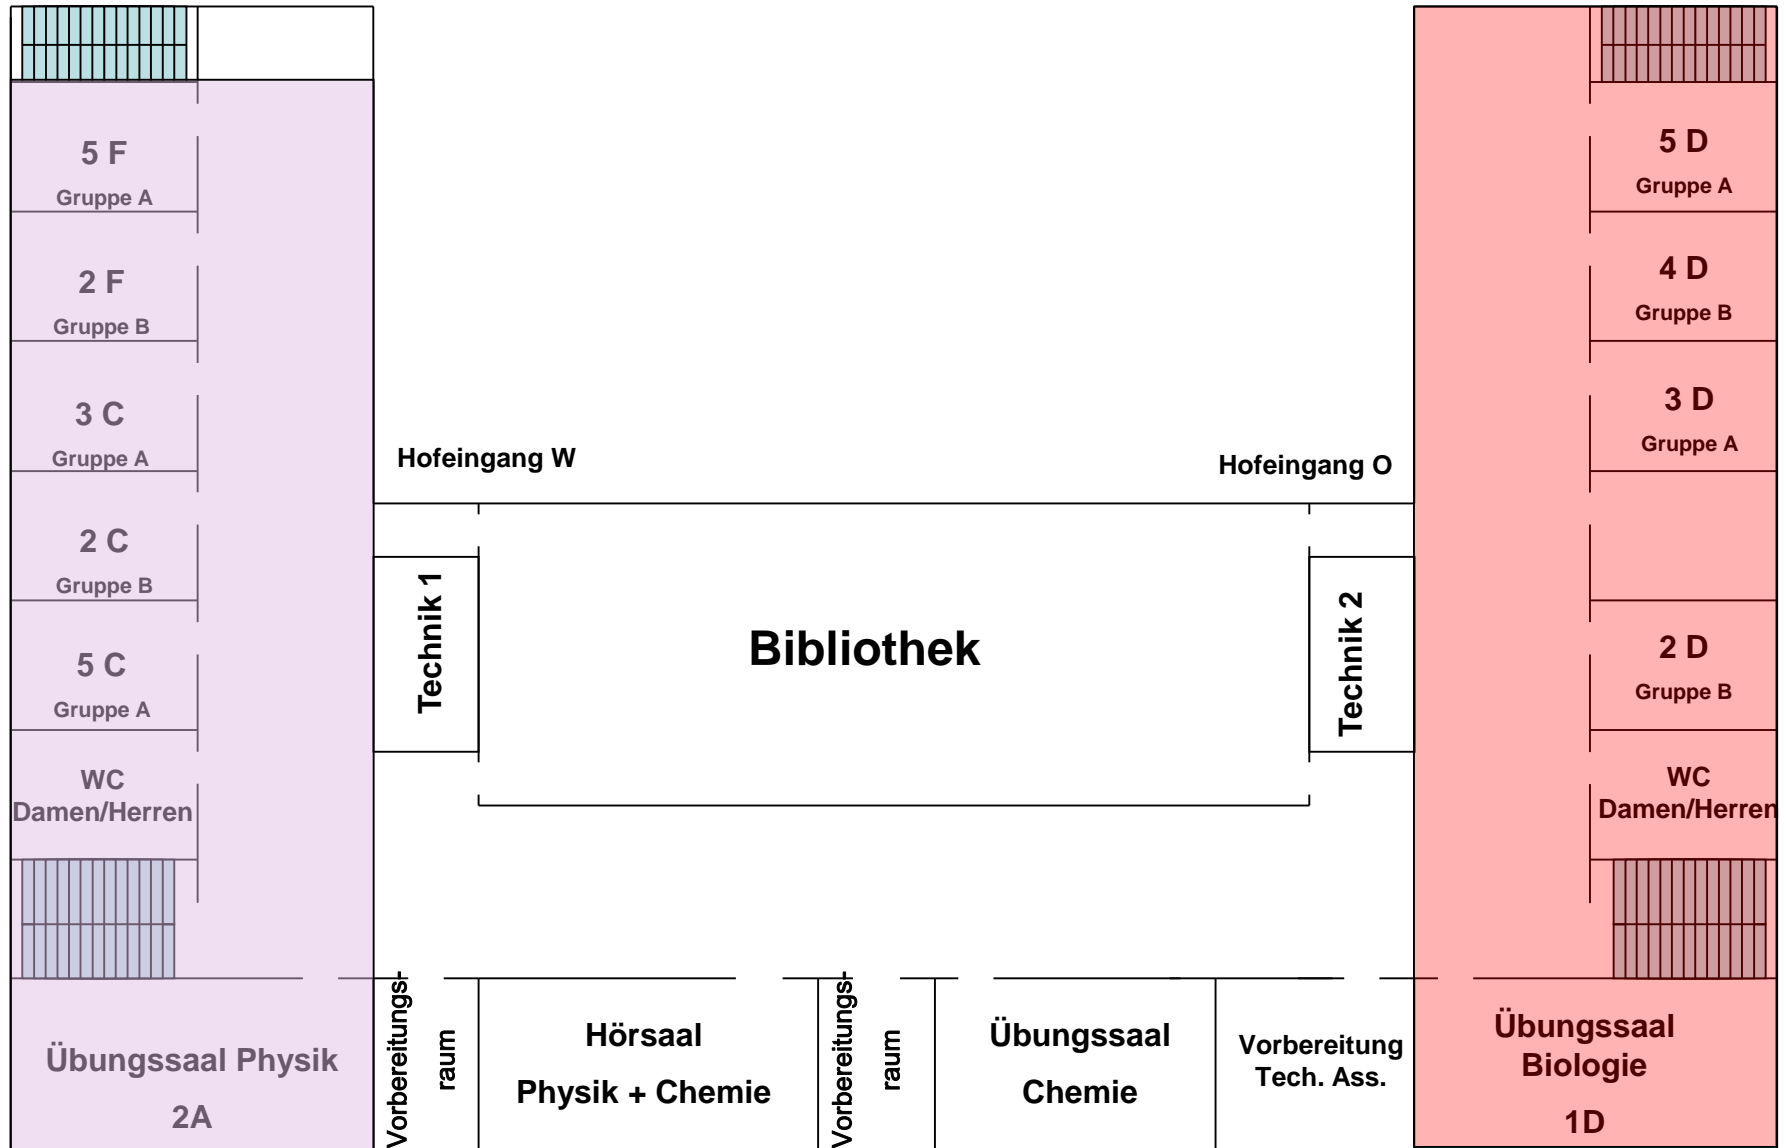 5 F
Gruppe A
2 F
Gruppe B
3 C
Gruppe A
2 C
Gruppe B
5 C
Gruppe A
WC
Damen/Herren
Übungssaal Physik
2A
Hofeingang W
Hofeingang O
Technik 1
Bibliothek
Technik 2
Vorbereitungs-
raum
Hörsaal
Physik + Chemie
Vorbereitungs-
raum
Übungssaal
Chemie
Vorbereitung
Tech. Ass.
5 D
Gruppe A
4 D
Gruppe B
3 D
Gruppe A
2 D
Gruppe B
WC
Damen/Herren
Übungssaal
Biologie
1D